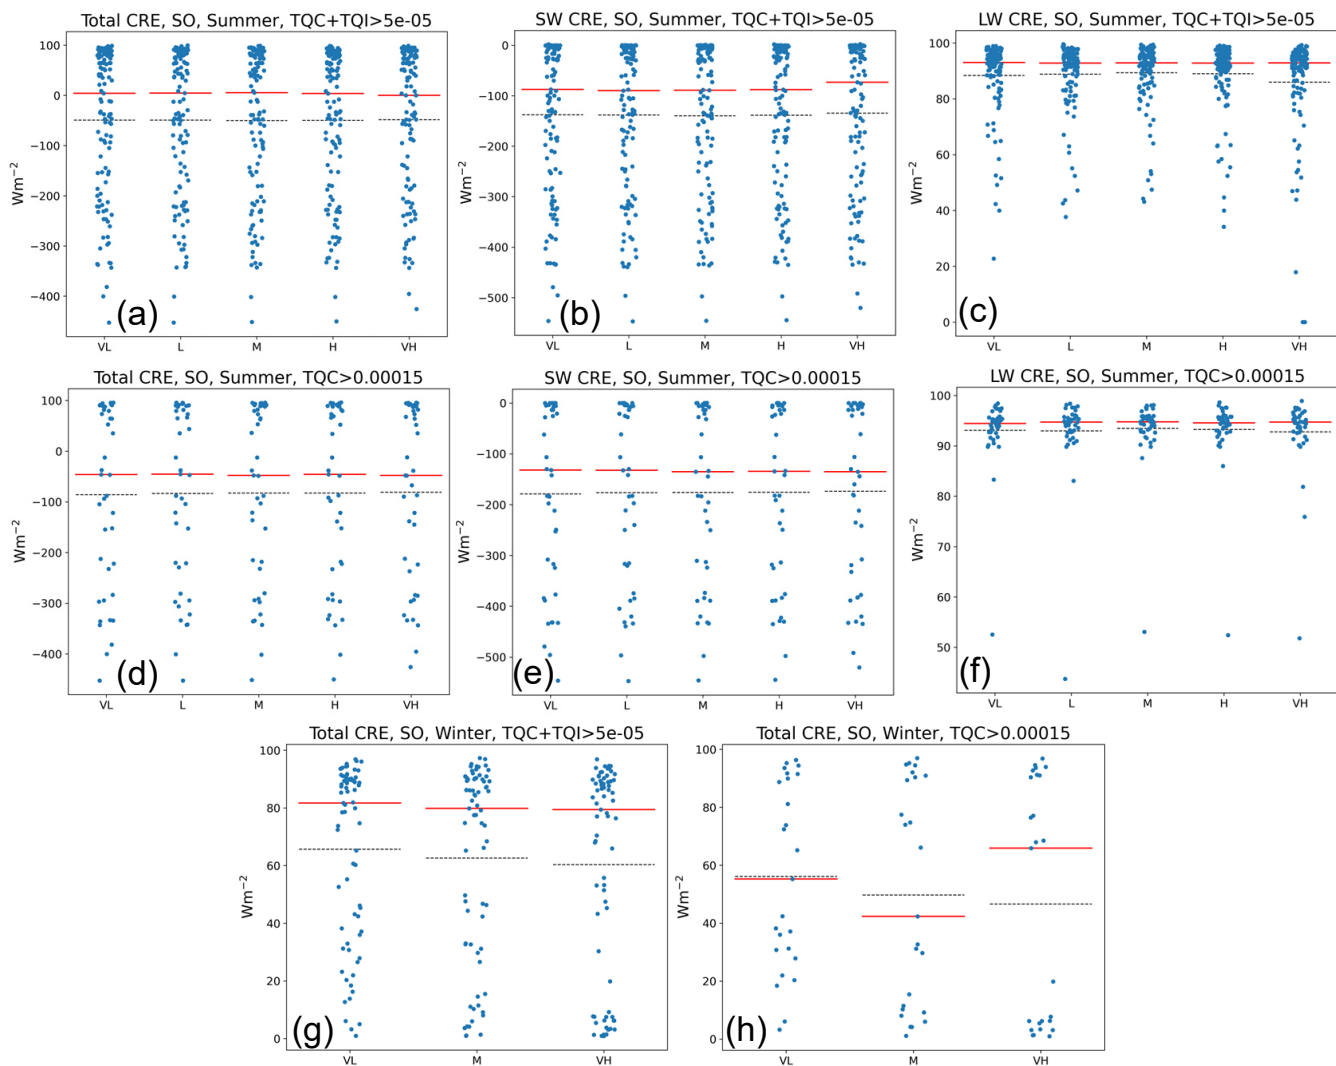 Total CRE, SO, Summer, TQC+TQI>5e-05
SW CRE, SO, Summer, TQC+TQI>5e-05
LW CRE, SO, Summer, TQC+TQI>5e-05
Wm−2
100
0
−100
−200
−300
−400
(a)
VL L M H VH
Wm−2
0
−100
−200
−300
−400
−500
(b)
VL L M H VH
Wm−2
100
80
60
40
20
0
(c)
VL L M H VH
Total CRE, SO, Summer, TQC>0.00015
SW CRE, SO, Summer, TQC>0.00015
LW CRE, SO, Summer, TQC>0.00015
Wm−2
100
0
−100
−200
−300
−400
(d)
VL L M H VH
Wm−2
0
−100
−200
−300
−400
−500
(e)
VL L M H VH
Wm−2
100
90
80
70
60
50
(f)
VL L M H VH
Total CRE, SO, Winter, TQC+TQI>5e-05
Total CRE, SO, Winter, TQC>0.00015
Wm−2
100
80
60
40
20
0
(g)
VL M VH
Wm−2
100
80
60
40
20
0
(h)
VL M VH